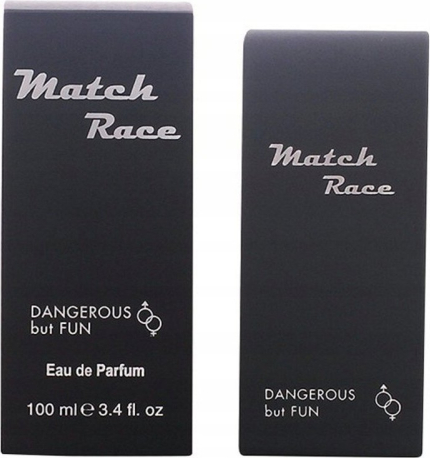 Match
Race
DANGEROUS
but FUN
Eau de Parfum
100 ml ℮ 3.4 fl. oz
Match
Race
DANGEROUS
but FUN